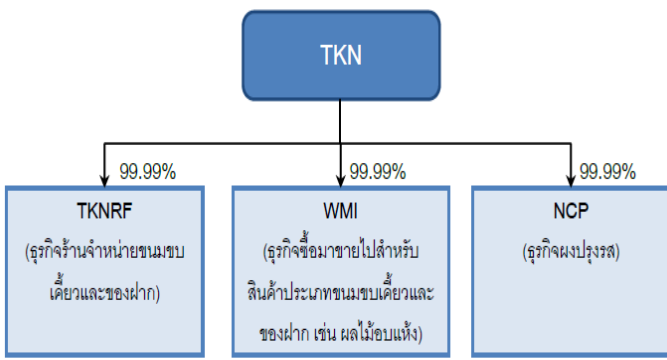 TKN
99.99%
99.99%
99.99%
TKNRF
(ธุรกิจร้านจำหน่ายขนมขบ
เคี้ยวและของฝาก)
WMI
(ธุรกิจซื้อมาขายไปสำหรับ
สินค้าประเภทขนมขบเคี้ยวและ
ของฝาก เช่น ผลไม้อบแห้ง)
NCP
(ธุรกิจผงปรุงรส)